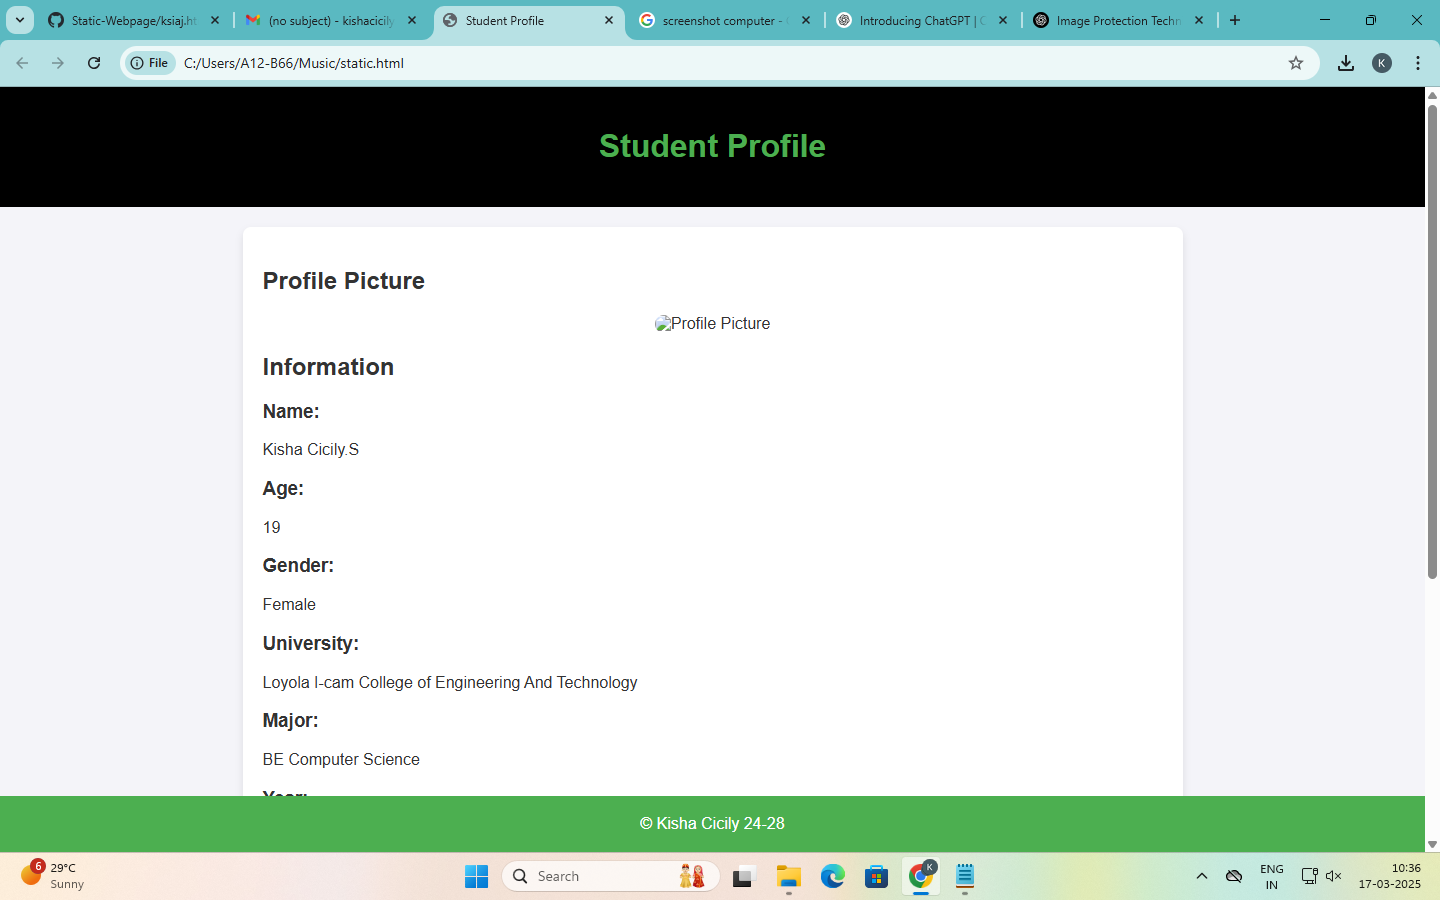 Static-Webpage/ksiaj.ht
(no subject) - kishacicily
Student Profile
screenshot computer -
Introducing ChatGPT |
Image Protection Techn
File
C:/Users/A12-B66/Music/static.html
K
Student Profile
Profile Picture
Profile Picture
Information
Name:
Kisha Cicily.S
Age:
19
Gender:
Female
University:
Loyola I-cam College of Engineering And Technology
Major:
BE Computer Science
Year:
© Kisha Cicily 24-28
6
29°C
Sunny
Search
K
ENG
IN
10:36
17-03-2025